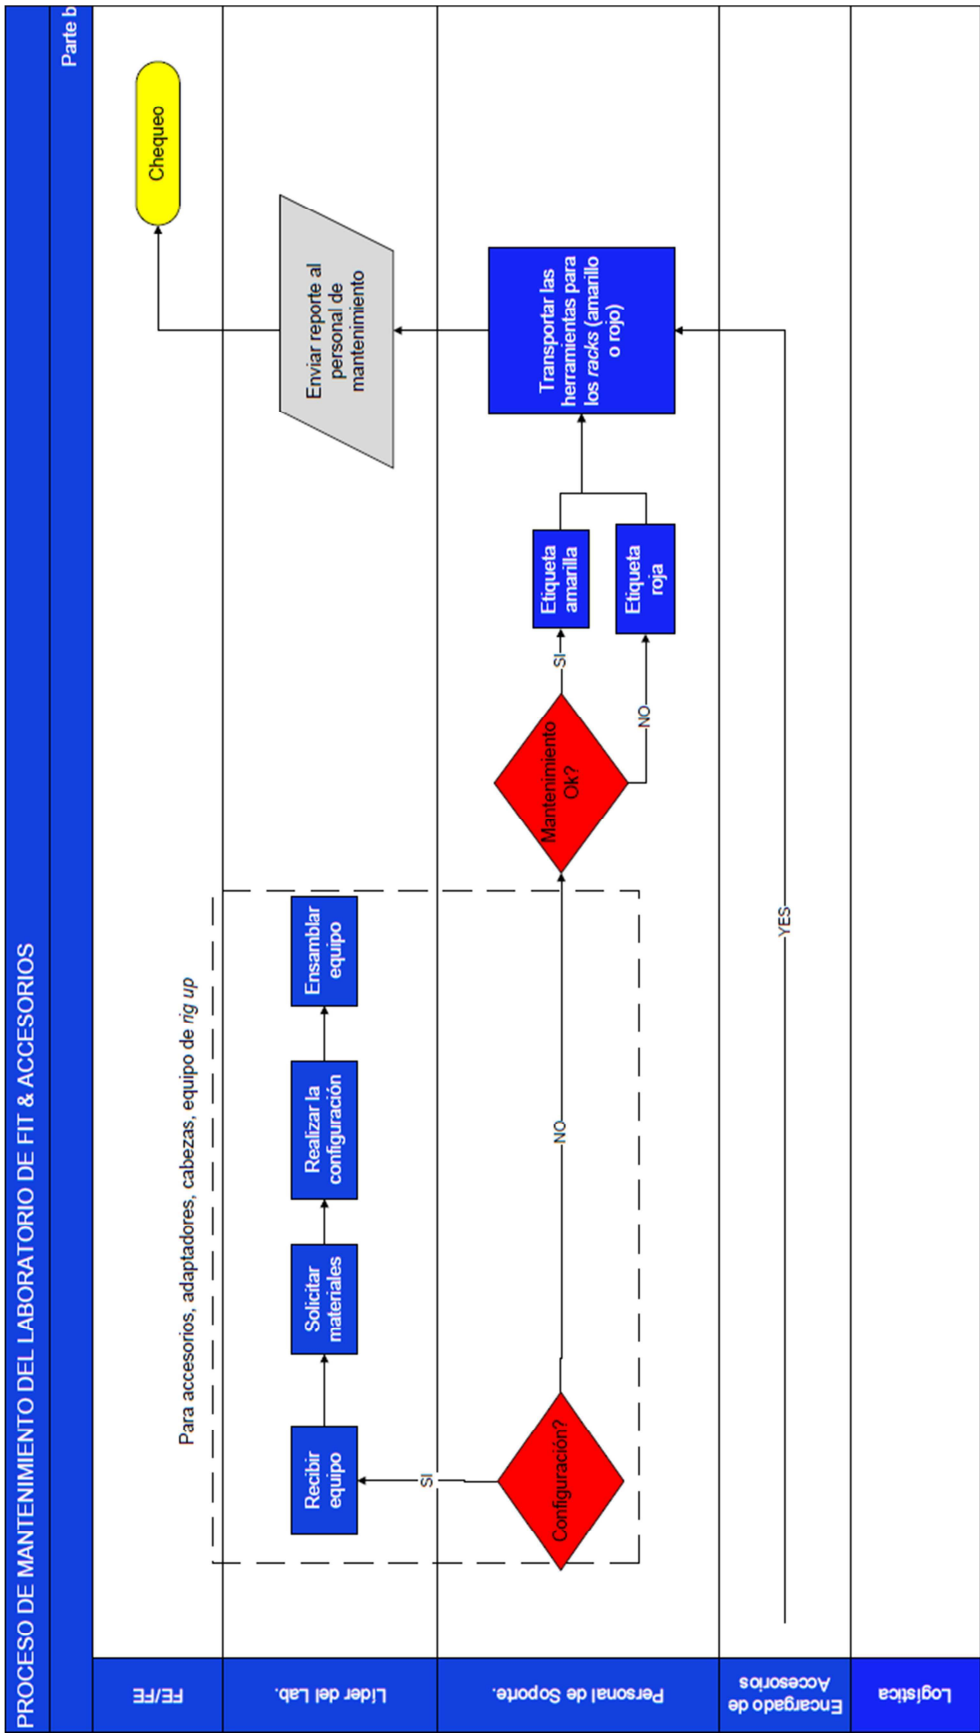 PROCESO DE MANTENIMIENTO DEL LABORATORIO DE FIT & ACCESORIOS
Parte b
FE/FE
Para accesorios, adaptadores, cabezas, equipo de rig up
Chequeo
Líder del Lab.
Recibir
equipo
Solicitar
materiales
Realizar la
configuración
Ensamblar
equipo
Enviar reporte al
personal de
mantenimiento
SI
Personal de Soporte.
Configuración?
NO
Mantenimiento
Ok?
SI
Etiqueta
amarilla
NO
Etiqueta
roja
Transportar las
herramientas para
los racks (amarillo
o rojo)
Encargado de
Accesorios
YES
Logística